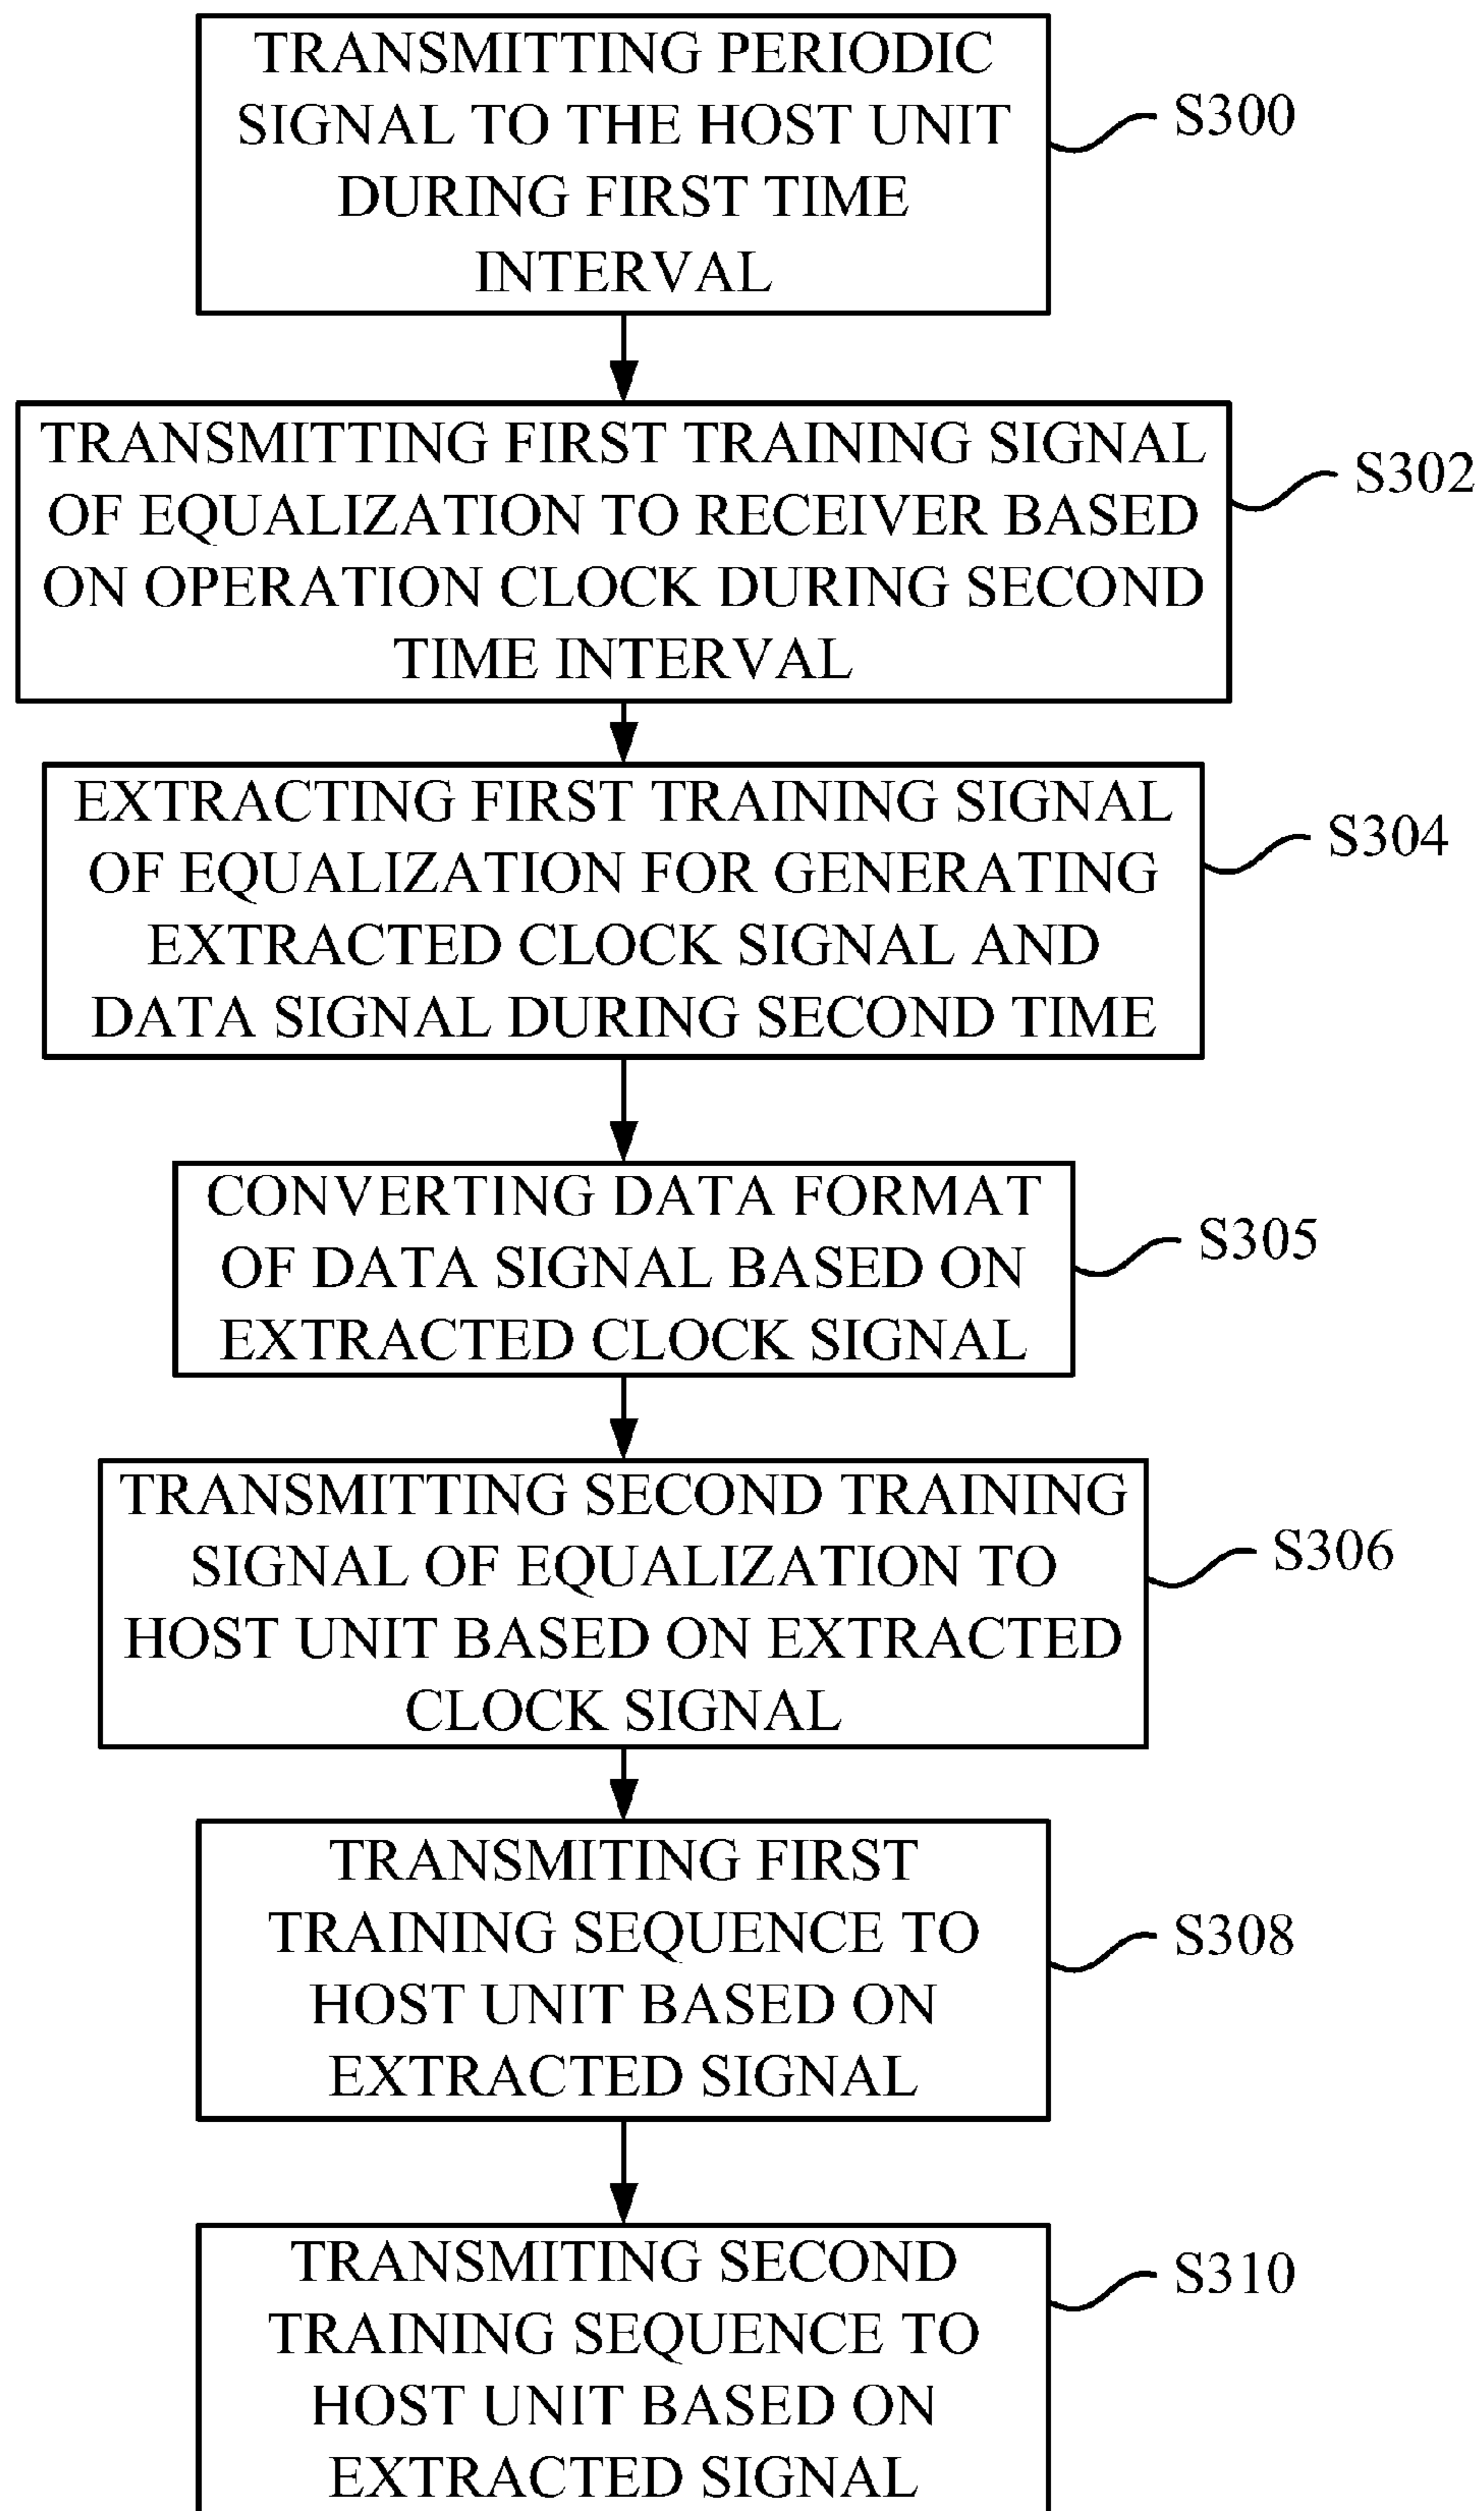 TRANSMITTING PERIODIC
SIGNAL TO THE HOST UNIT
DURING FIRST TIME
INTERVAL
S300
TRANSMITTING FIRST TRAINING SIGNAL
OF EQUALIZATION TO RECEIVER BASED
ON OPERATION CLOCK DURING SECOND
TIME INTERVAL
S302
EXTRACTING FIRST TRAINING SIGNAL
OF EQUALIZATION FOR GENERATING
EXTRACTED CLOCK SIGNAL AND
DATA SIGNAL DURING SECOND TIME
S304
CONVERTING DATA FORMAT
OF DATA SIGNAL BASED ON
EXTRACTED CLOCK SIGNAL
S305
TRANSMITTING SECOND TRAINING
SIGNAL OF EQUALIZATION TO
HOST UNIT BASED ON EXTRACTED
CLOCK SIGNAL
S306
TRANSMITING FIRST
TRAINING SEQUENCE TO
HOST UNIT BASED ON
EXTRACTED SIGNAL
S308
TRANSMITING SECOND
TRAINING SEQUENCE TO
HOST UNIT BASED ON
EXTRACTED SIGNAL
S310